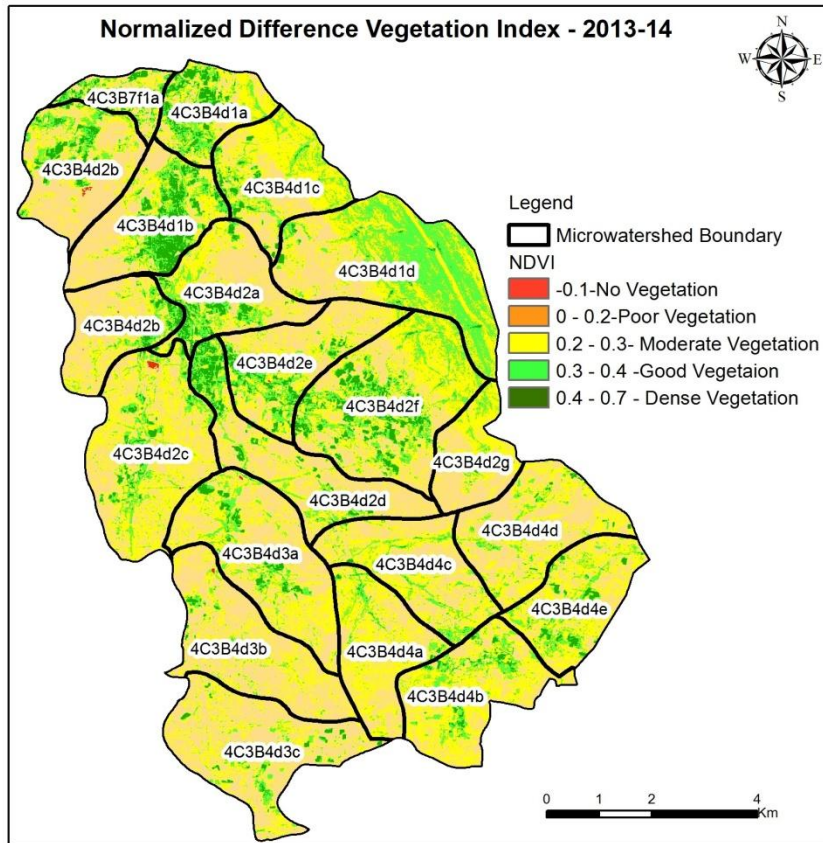 Normalized Difference Vegetation Index - 2013-14
N
W E
S
4C3B7f1a
4C3B4d1a
4C3B4d2b
4C3B4d1c
4C3B4d1b
4C3B4d1d
4C3B4d2a
4C3B4d2b
4C3B4d2e
4C3B4d2f
4C3B4d2c
4C3B4d2g
4C3B4d2d
4C3B4d4d
4C3B4d3a
4C3B4d4c
4C3B4d4e
4C3B4d3b
4C3B4d4a
4C3B4d4b
4C3B4d3c
Legend
Microwatershed Boundary
NDVI
-0.1-No Vegetation
0 - 0.2-Poor Vegetation
0.2 - 0.3- Moderate Vegetation
0.3 - 0.4 -Good Vegetaion
0.4 - 0.7 - Dense Vegetation
0 1 2 4
Km